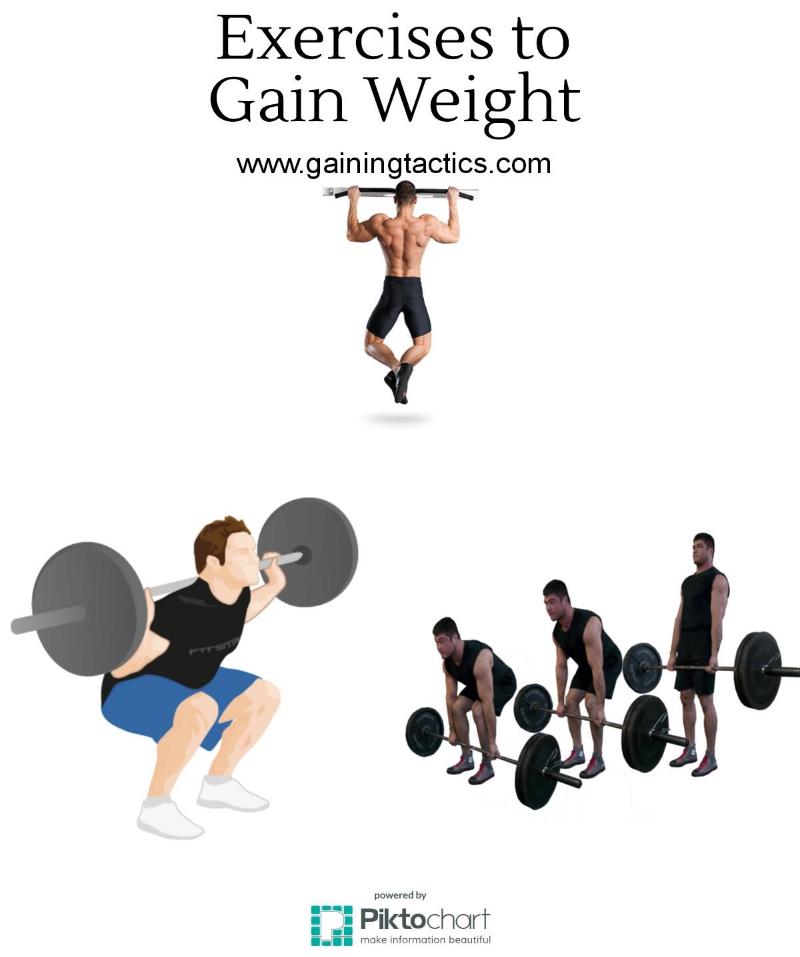 Exercises to
Gain Weight
www.gainingtactics.com
powered by
Piktochart
make information beautiful